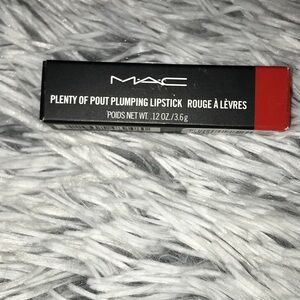 M·A·C
PLENTY OF POUT PLUMPING LIPSTICK ROUGE À LÈVRES
POIDS NET WT. .12 OZ./3.6 g